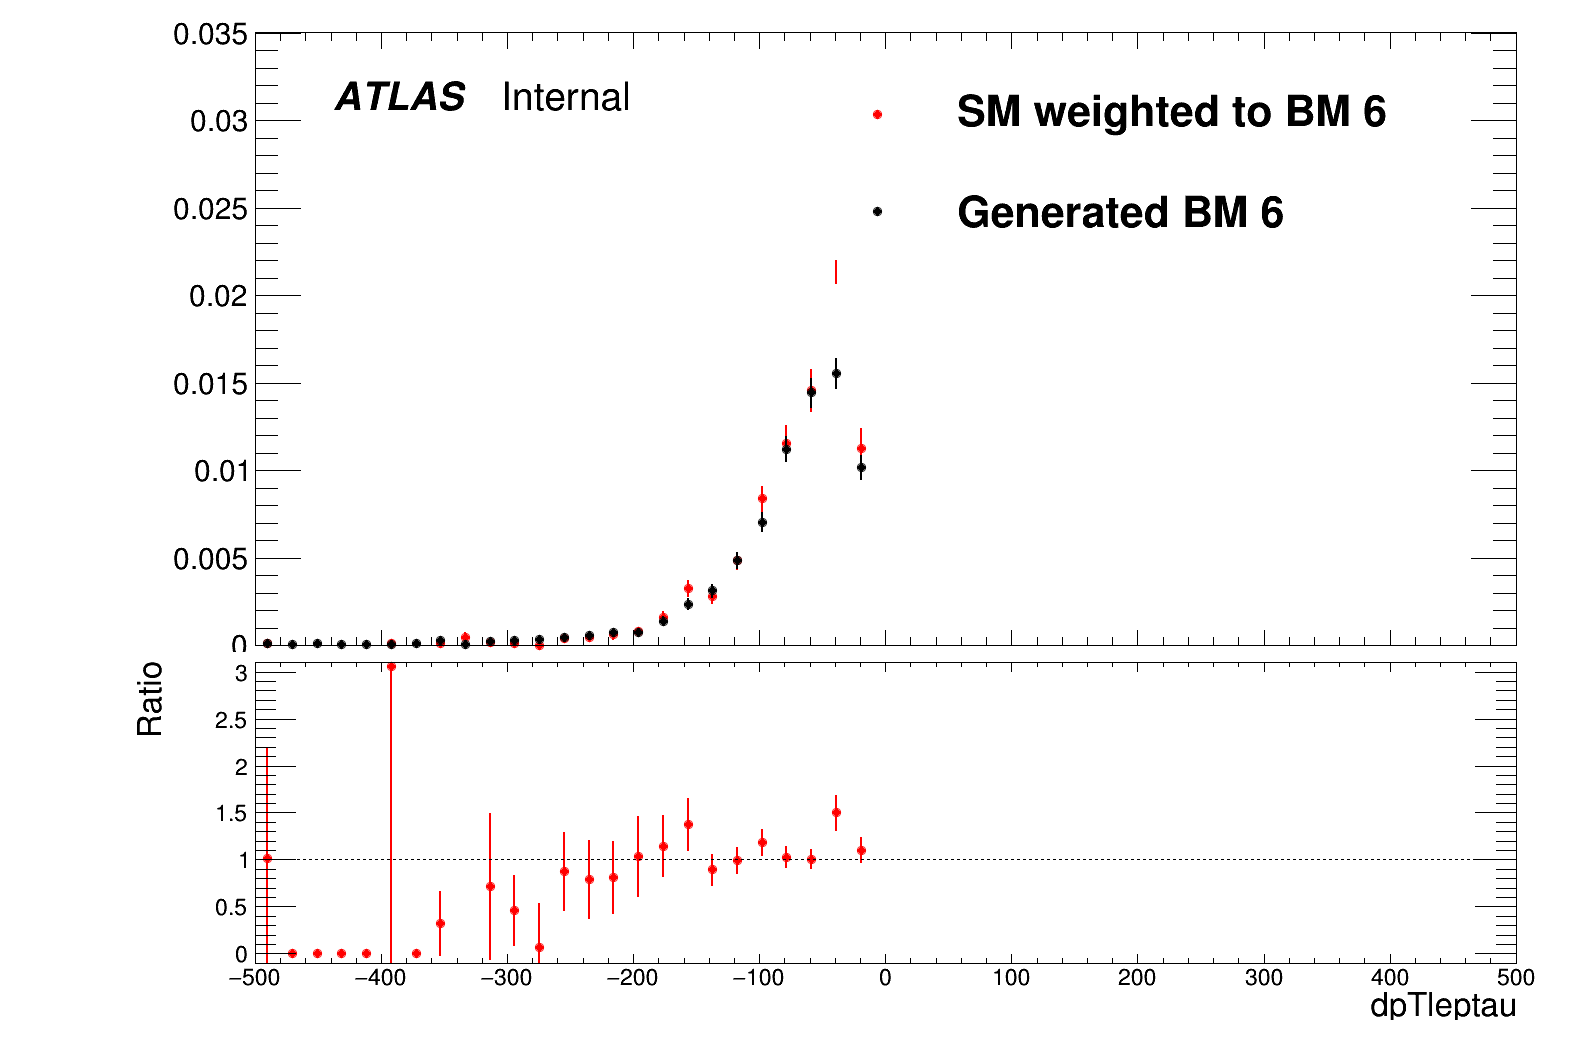 0.035
ATLAS Internal
SM weighted to BM 6
0.03
0.025
Generated BM 6
0.02
0.015
0.01
0.005
0
Ratio
3
2.5
2
1.5
1
0.5
0
−500 −400 −300 −200 −100 0 100 200 300 400 500
dpTleptau